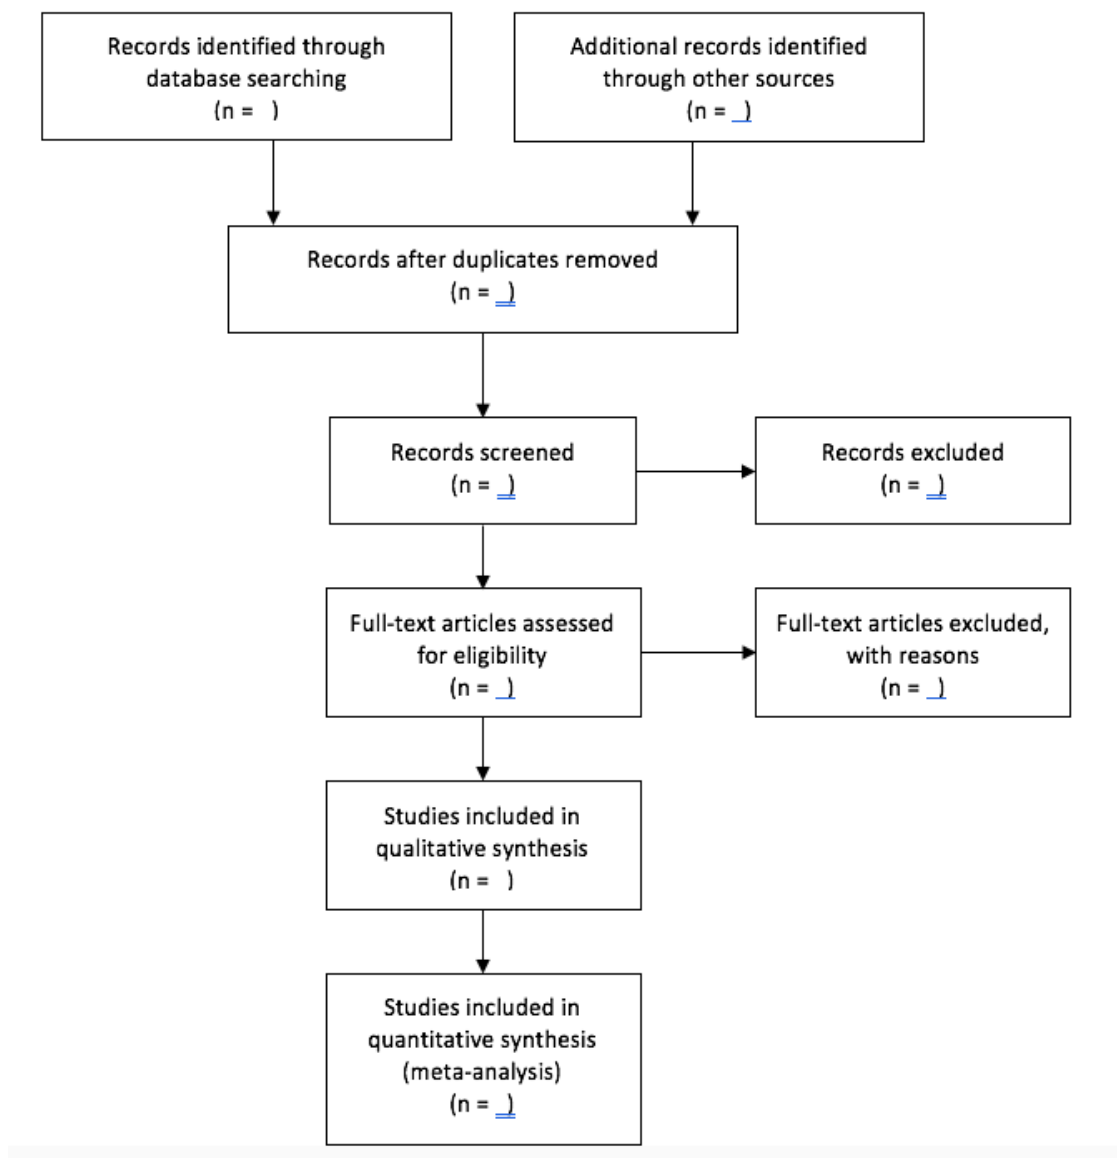 Records identified through
database searching
(n =   )
Additional records identified
through other sources
(n = _)
Records after duplicates removed
(n = _)
Records screened
(n = _)
Records excluded
(n = _)
Full-text articles assessed
for eligibility
(n = _)
Full-text articles excluded,
with reasons
(n = _)
Studies included in
qualitative synthesis
(n =   )
Studies included in
quantitative synthesis
(meta-analysis)
(n = _)